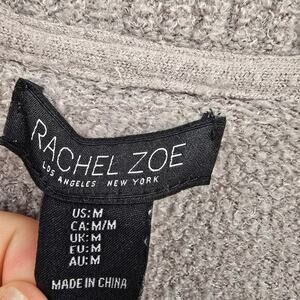 RACHEL ZOE
LOS ANGELES NEW YORK
US: M
CA: M/M
UK: M
EU: M
AU: M
MADE IN CHINA